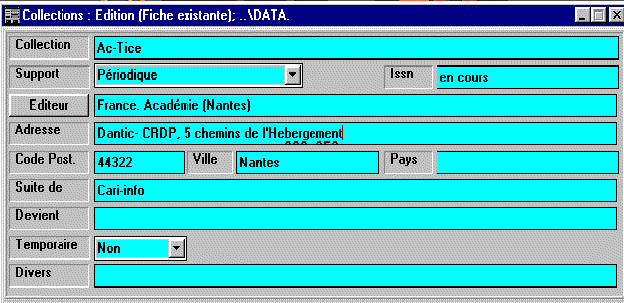 Collections : Edition (Fiche existante); ..\DATA.
Collection Ac-Tice
Support Périodique Issn en cours
Editeur France. Académie (Nantes)
Adresse Dantic- CRDP, 5 chemins de l'Hebergement
Code Post. 44322 Ville Nantes Pays
Suite de Cari-info
Devient
Temporaire Non
Divers